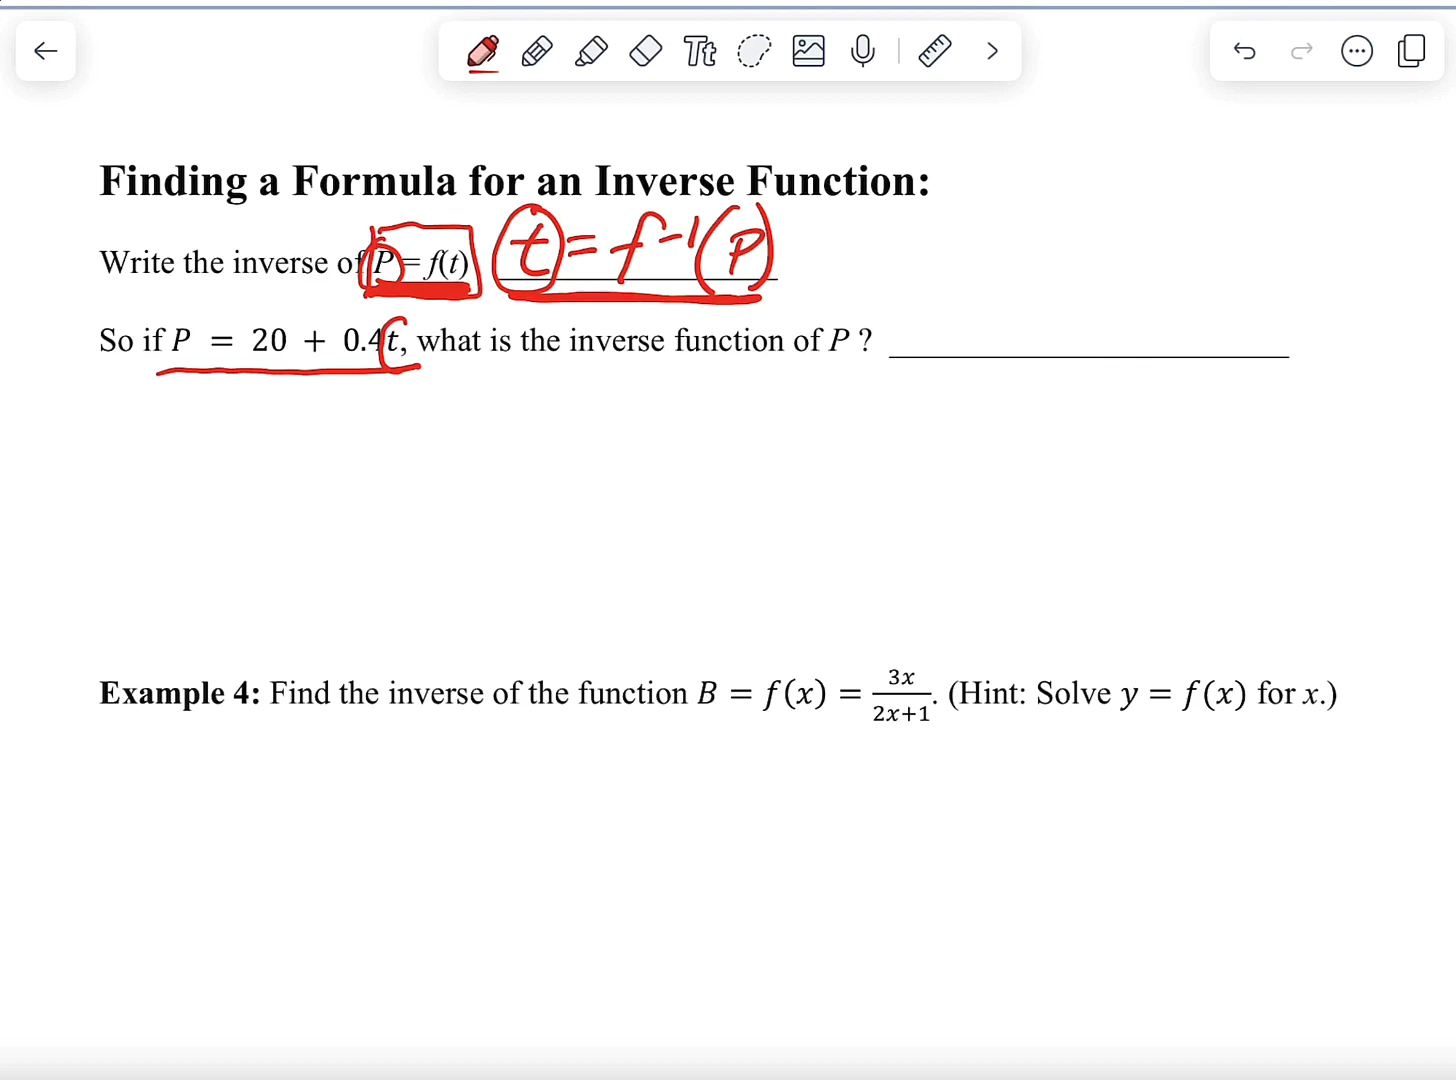 Tt
Finding a Formula for an Inverse Function:
Write the inverse of P = f(t) t = f⁻¹(P)
So if P = 20 + 0.4t, what is the inverse function of P ?
Example 4: Find the inverse of the function B = f(x) = 3x/2x+1. (Hint: Solve y = f(x) for x.)